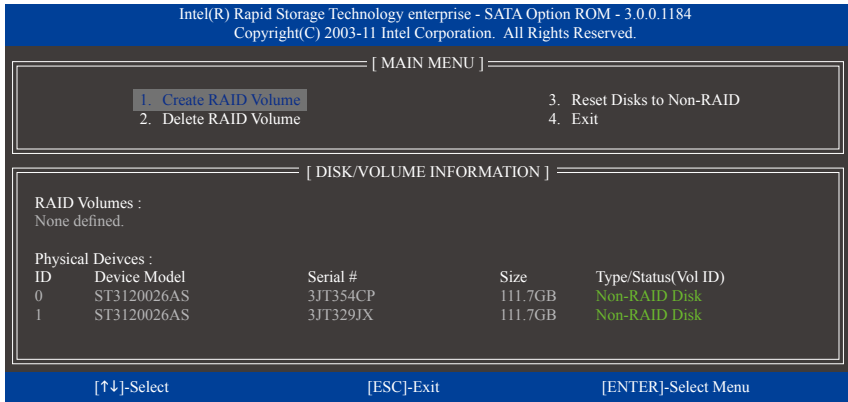 Intel(R) Rapid Storage Technology enterprise - SATA Option ROM - 3.0.0.1184
Copyright(C) 2003-11 Intel Corporation. All Rights Reserved.
[ MAIN MENU ]
1. Create RAID Volume 3. Reset Disks to Non-RAID
2. Delete RAID Volume 4. Exit
[ DISK/VOLUME INFORMATION ]
RAID Volumes :
None defined.
Physical Deivces :
ID Device Model Serial # Size Type/Status(Vol ID)
0 ST3120026AS 3JT354CP 111.7GB Non-RAID Disk
1 ST3120026AS 3JT329JX 111.7GB Non-RAID Disk
[↑↓]-Select [ESC]-Exit [ENTER]-Select Menu